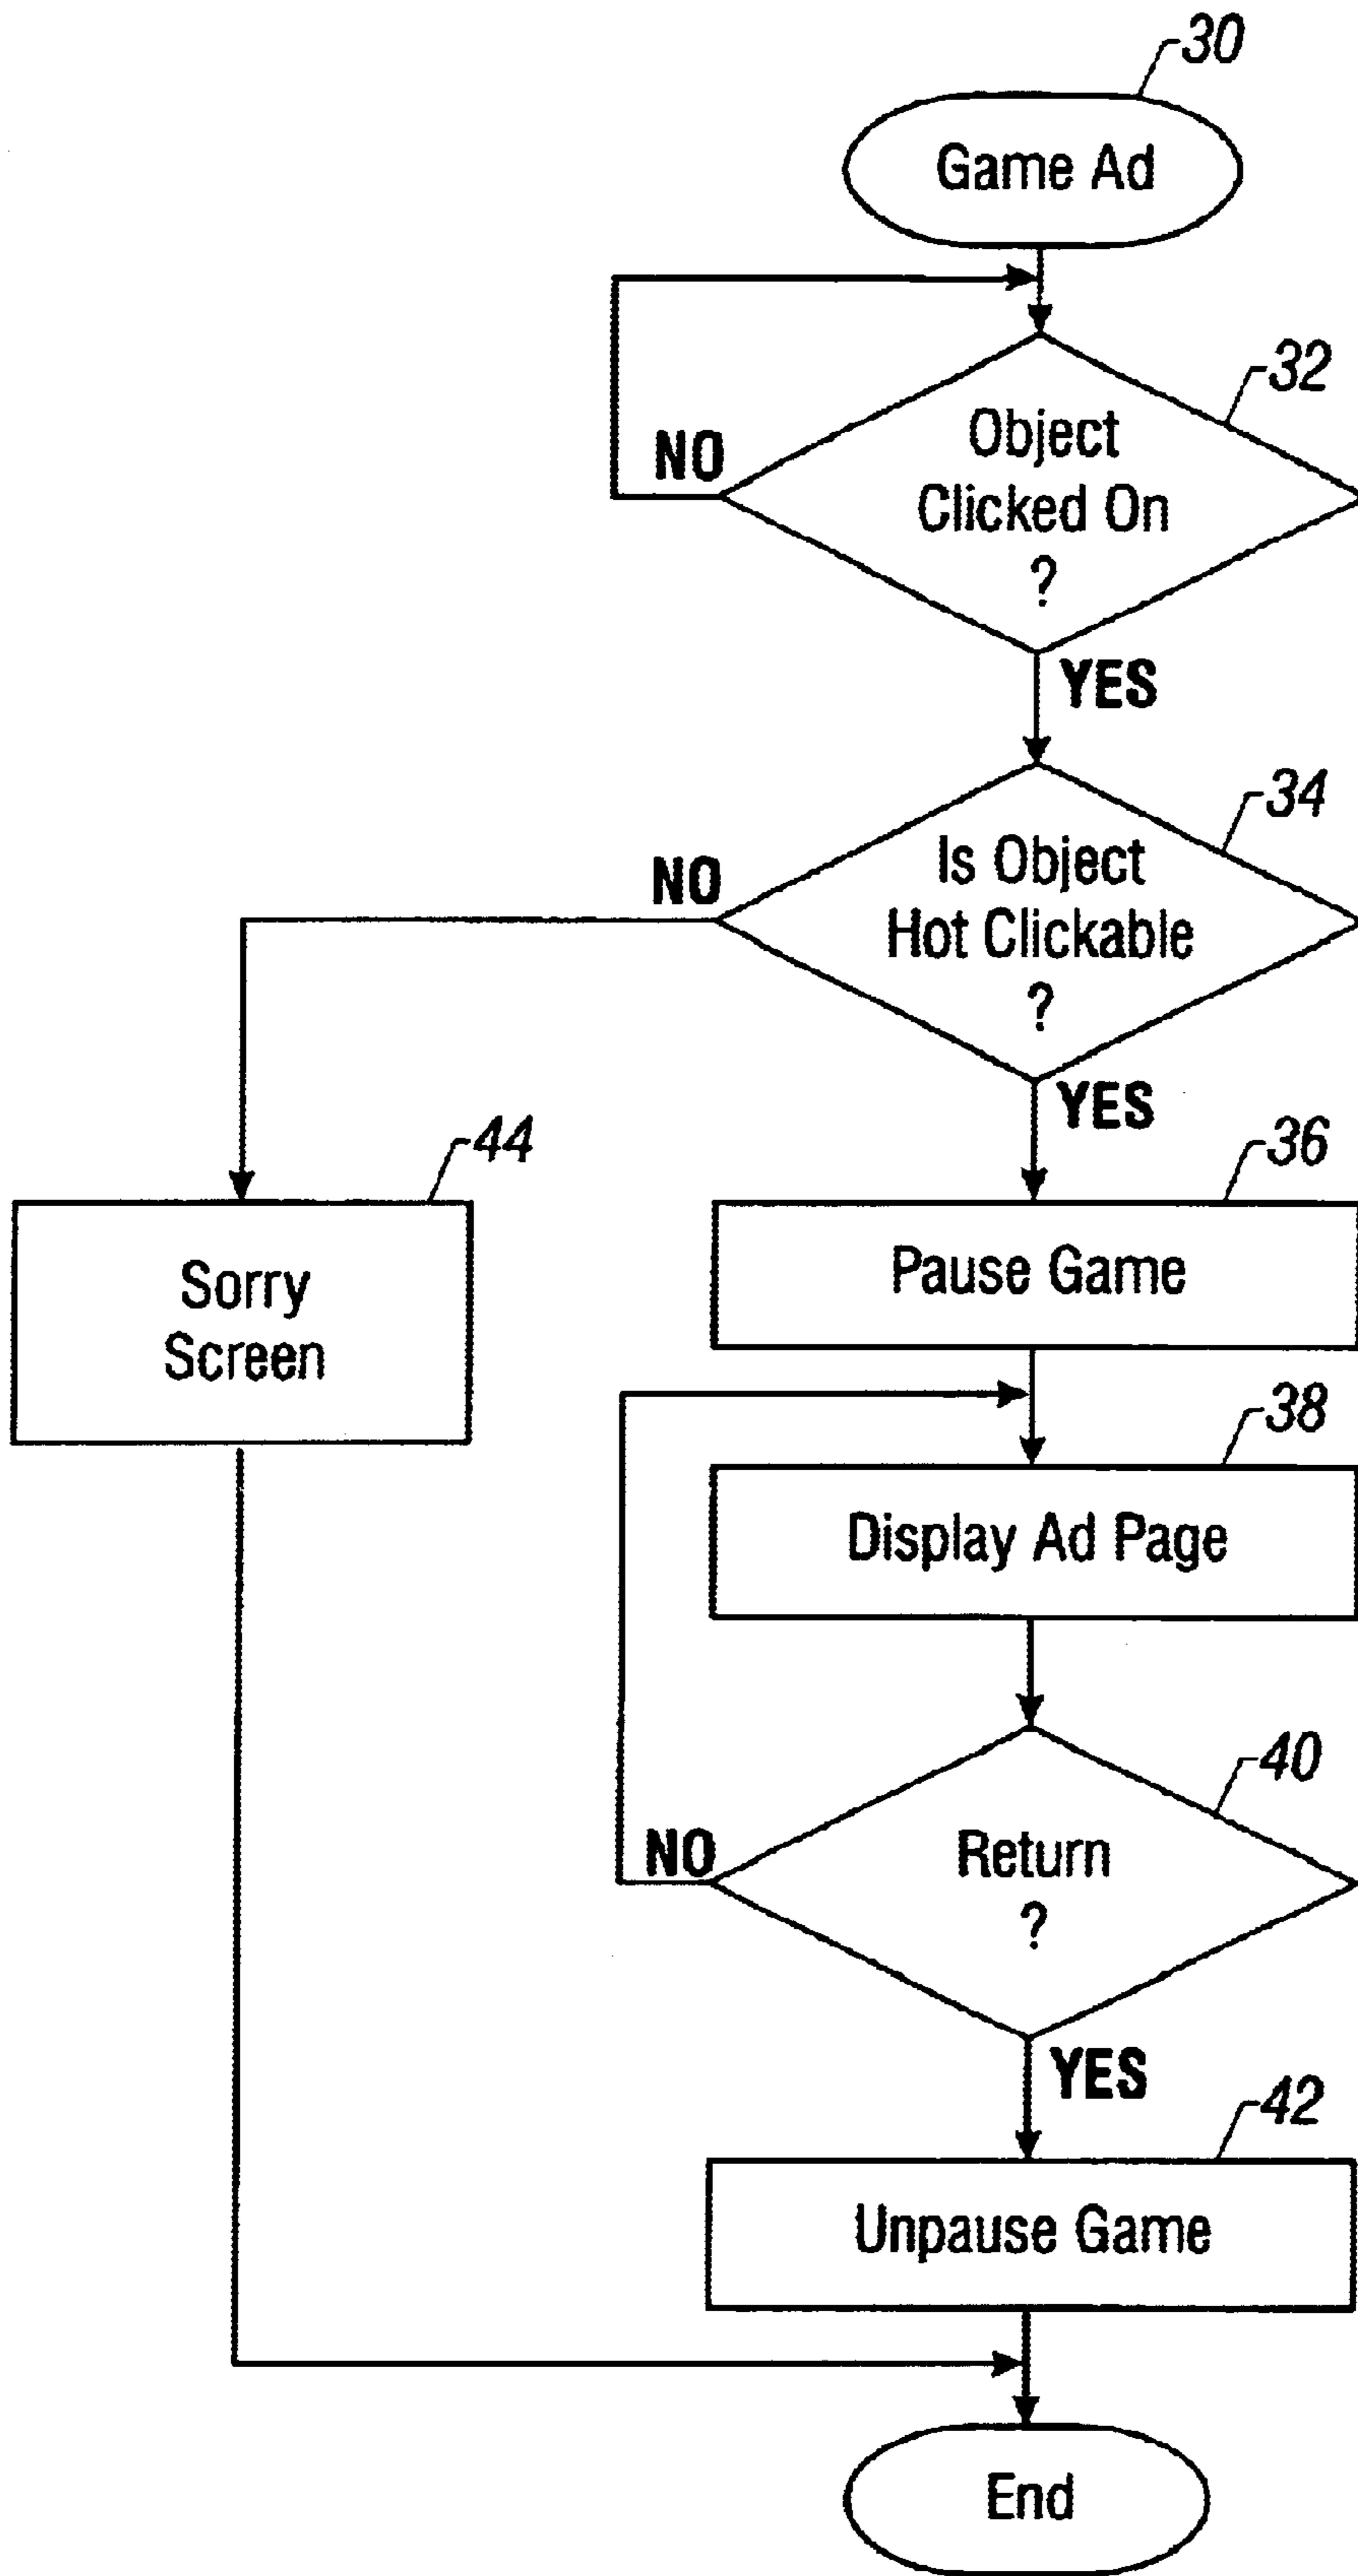 30
Game Ad
32
Object
Clicked On
?
NO
YES
34
Is Object
Hot Clickable
?
NO
YES
44
Sorry
Screen
36
Pause Game
38
Display Ad Page
40
Return
?
NO
YES
42
Unpause Game
End